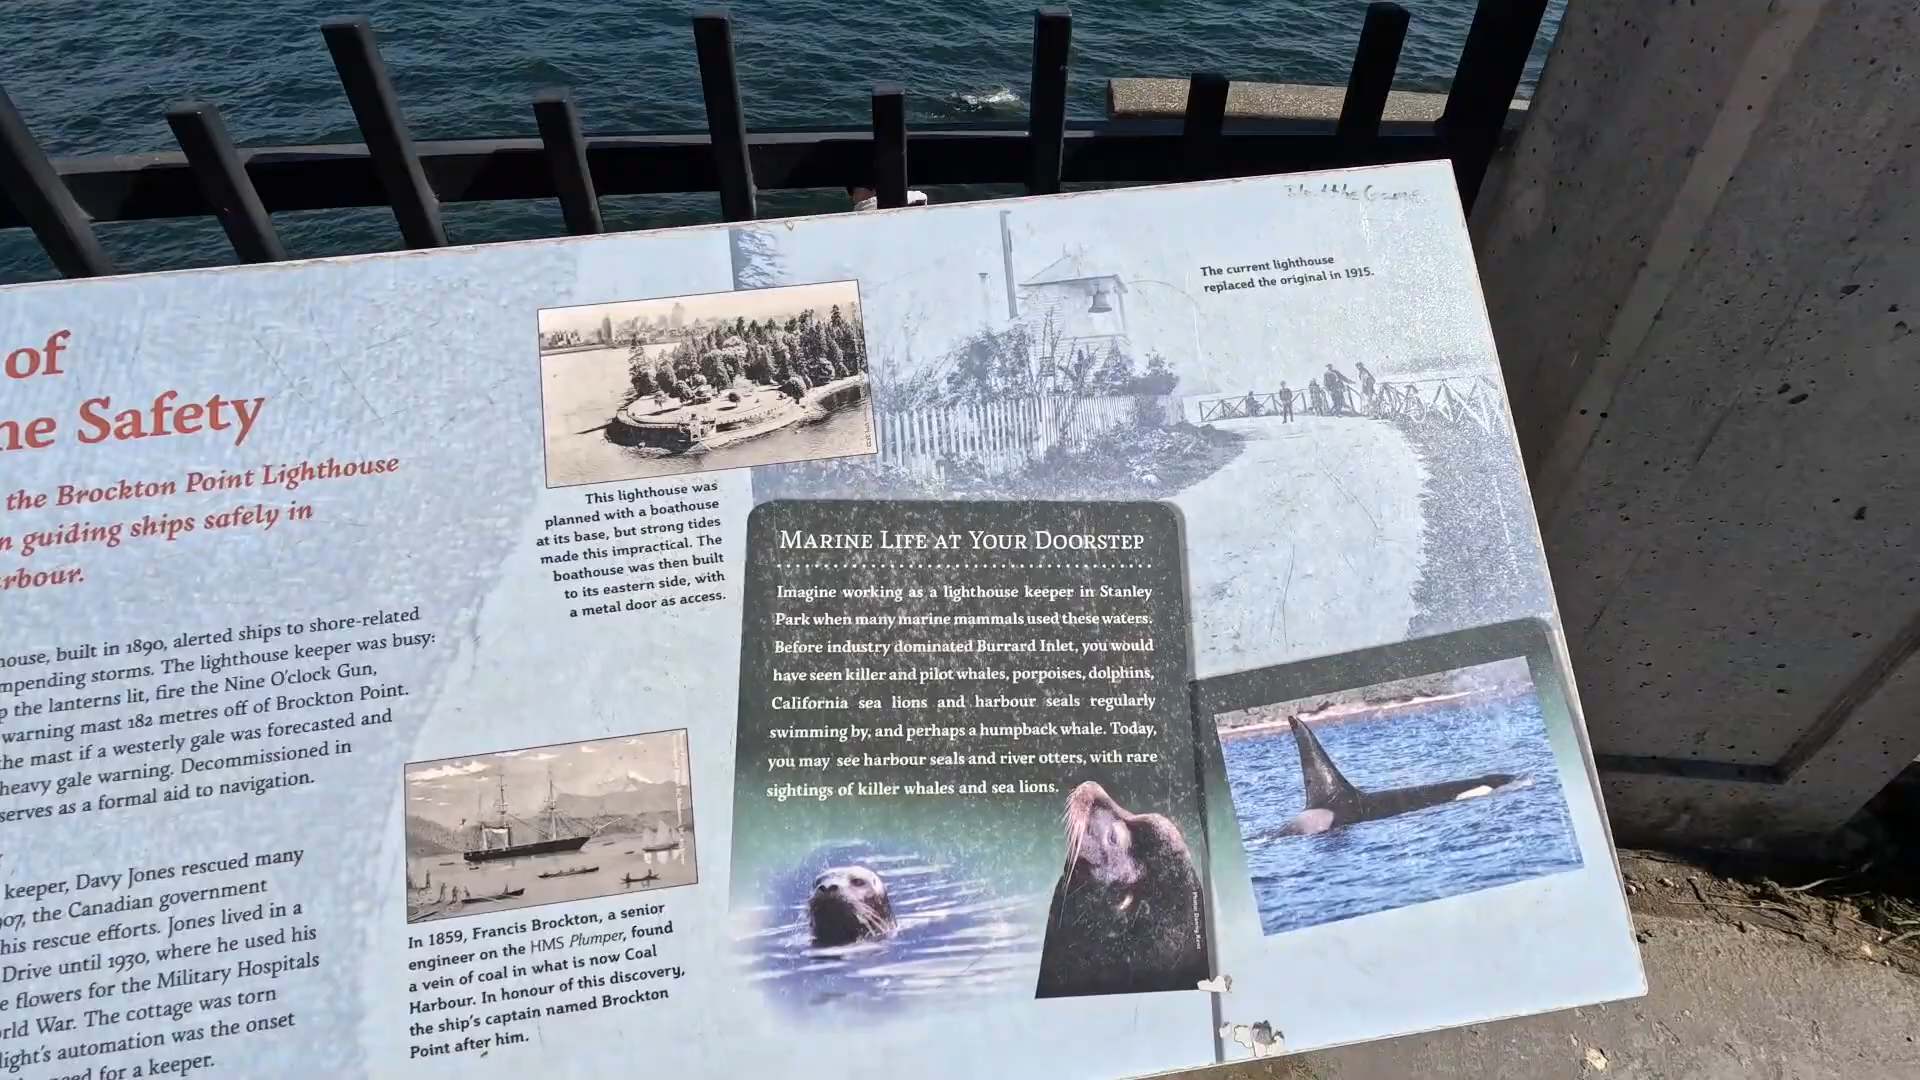 of
Safety
the Brockton Point Lighthouse
guiding ships safely in
built in 1890, alerted ships to shore-related
storms. The lighthouse keeper was busy:
the lanterns lit, fire the Nine O'clock Gun,
warning mast 182 metres off of Brockton Point.
the mast if a westerly gale was forecasted and
heavy gale warning. Decommissioned in
serves as a formal aid to navigation.
keeper, Davy Jones rescued many
the Canadian government
his rescue efforts. Jones lived in a
Drive until 1930, where he used his
flowers for the Military Hospitals
War. The cottage was torn
light's automation was the onset
for a keeper.
This lighthouse was
planned with a boathouse
at its base, but strong tides
made this impractical. The
boathouse was then built
to its eastern side, with
a metal door as access.
In 1859, Francis Brockton, a senior
engineer on the HMS Plumper, found
a vein of coal in what is now Coal
Harbour. In honour of this discovery,
the ship's captain named Brockton
Point after him.
The current lighthouse
replaced the original in 1915.
MARINE LIFE AT YOUR DOORSTEP
Imagine working as a lighthouse keeper in Stanley
Park when many marine mammals used these waters.
Before industry dominated Burrard Inlet, you would
have seen killer and pilot whales, porpoises, dolphins,
California sea lions and harbour seals regularly
swimming by, and perhaps a humpback whale. Today,
you may see harbour seals and river otters, with rare
sightings of killer whales and sea lions.